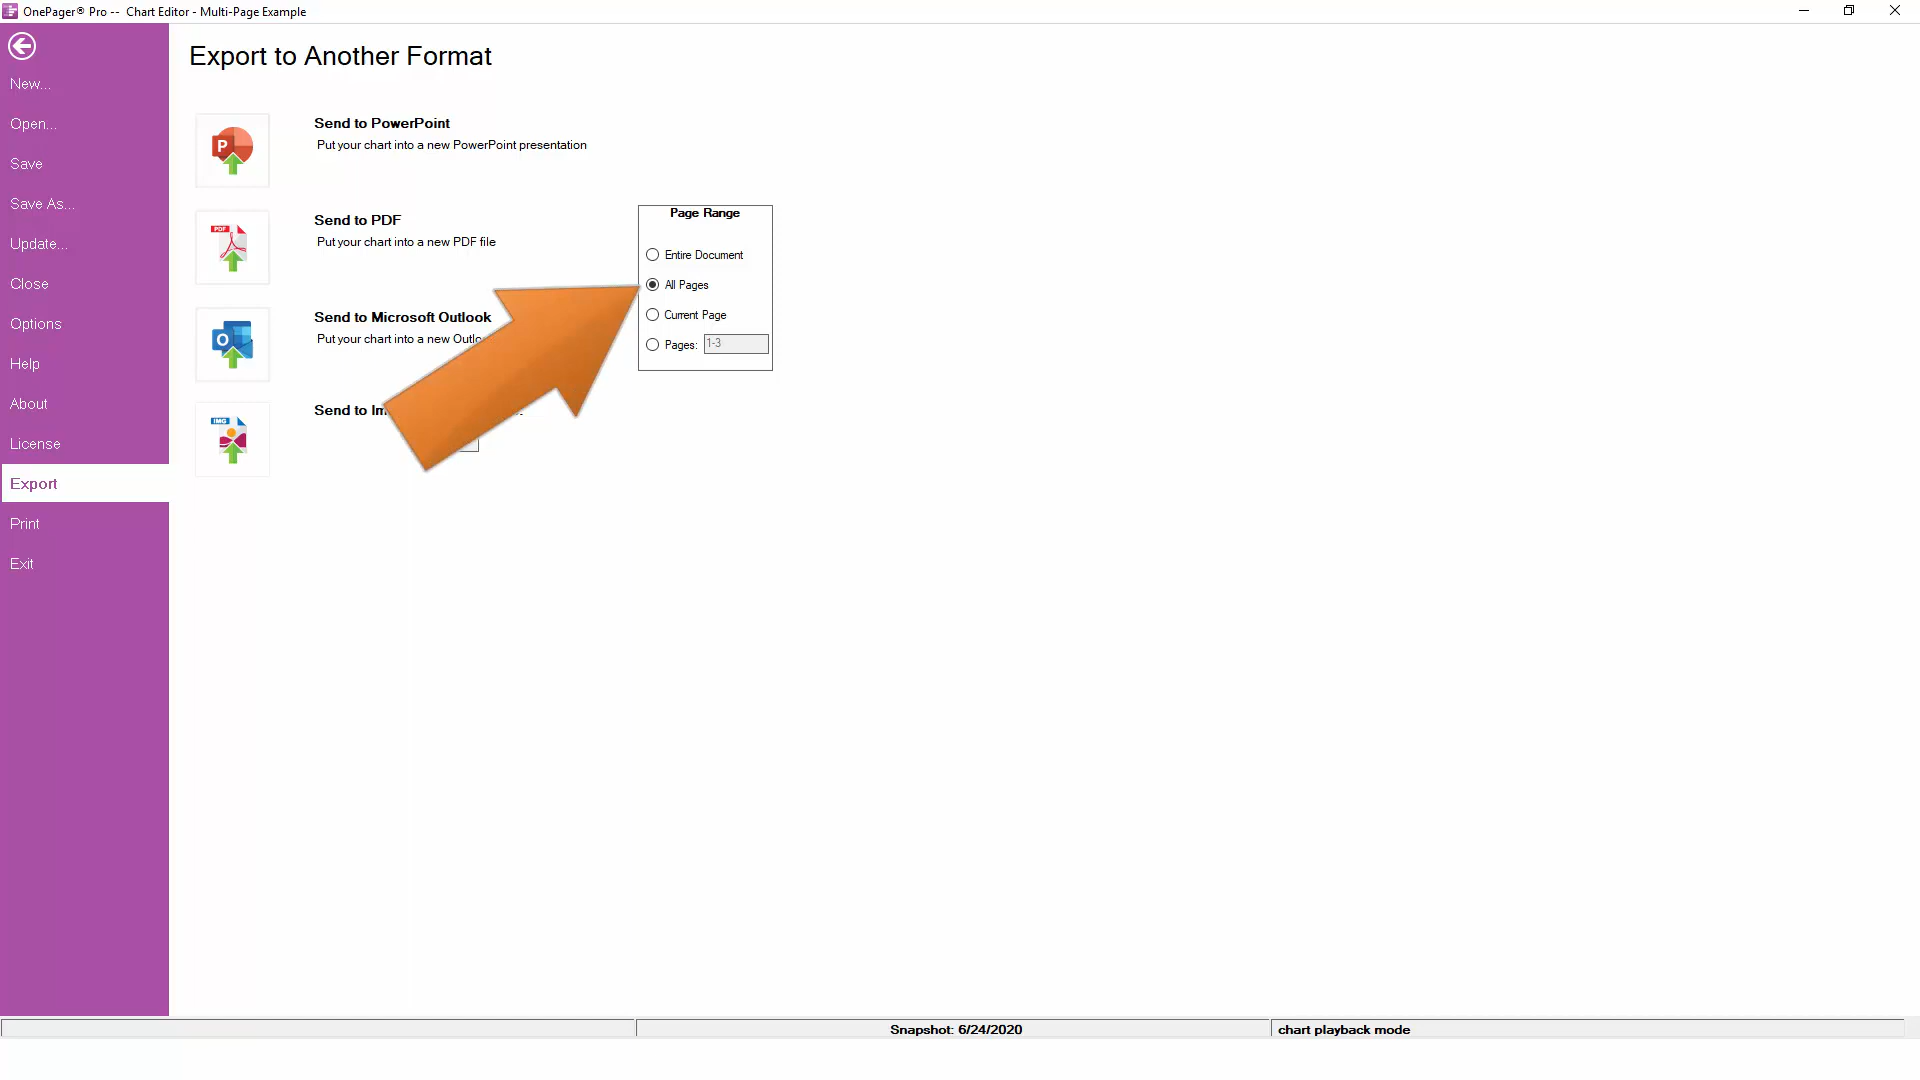 OnePager® Pro -- Chart Editor - Multi-Page Example
New...
Open...
Save
Save As...
Update...
Close
Options
Help
About
License
Export
Print
Exit
Export to Another Format
Send to PowerPoint
Put your chart into a new PowerPoint presentation
P
Send to PDF
Put your chart into a new PDF file
PDF
Send to Microsoft Outlook
Put your chart into a new
O
Send to
IMG
Page Range
Entire Document
All Pages
Current Page
Pages: 1-3
Snapshot: 6/24/2020
chart playback mode